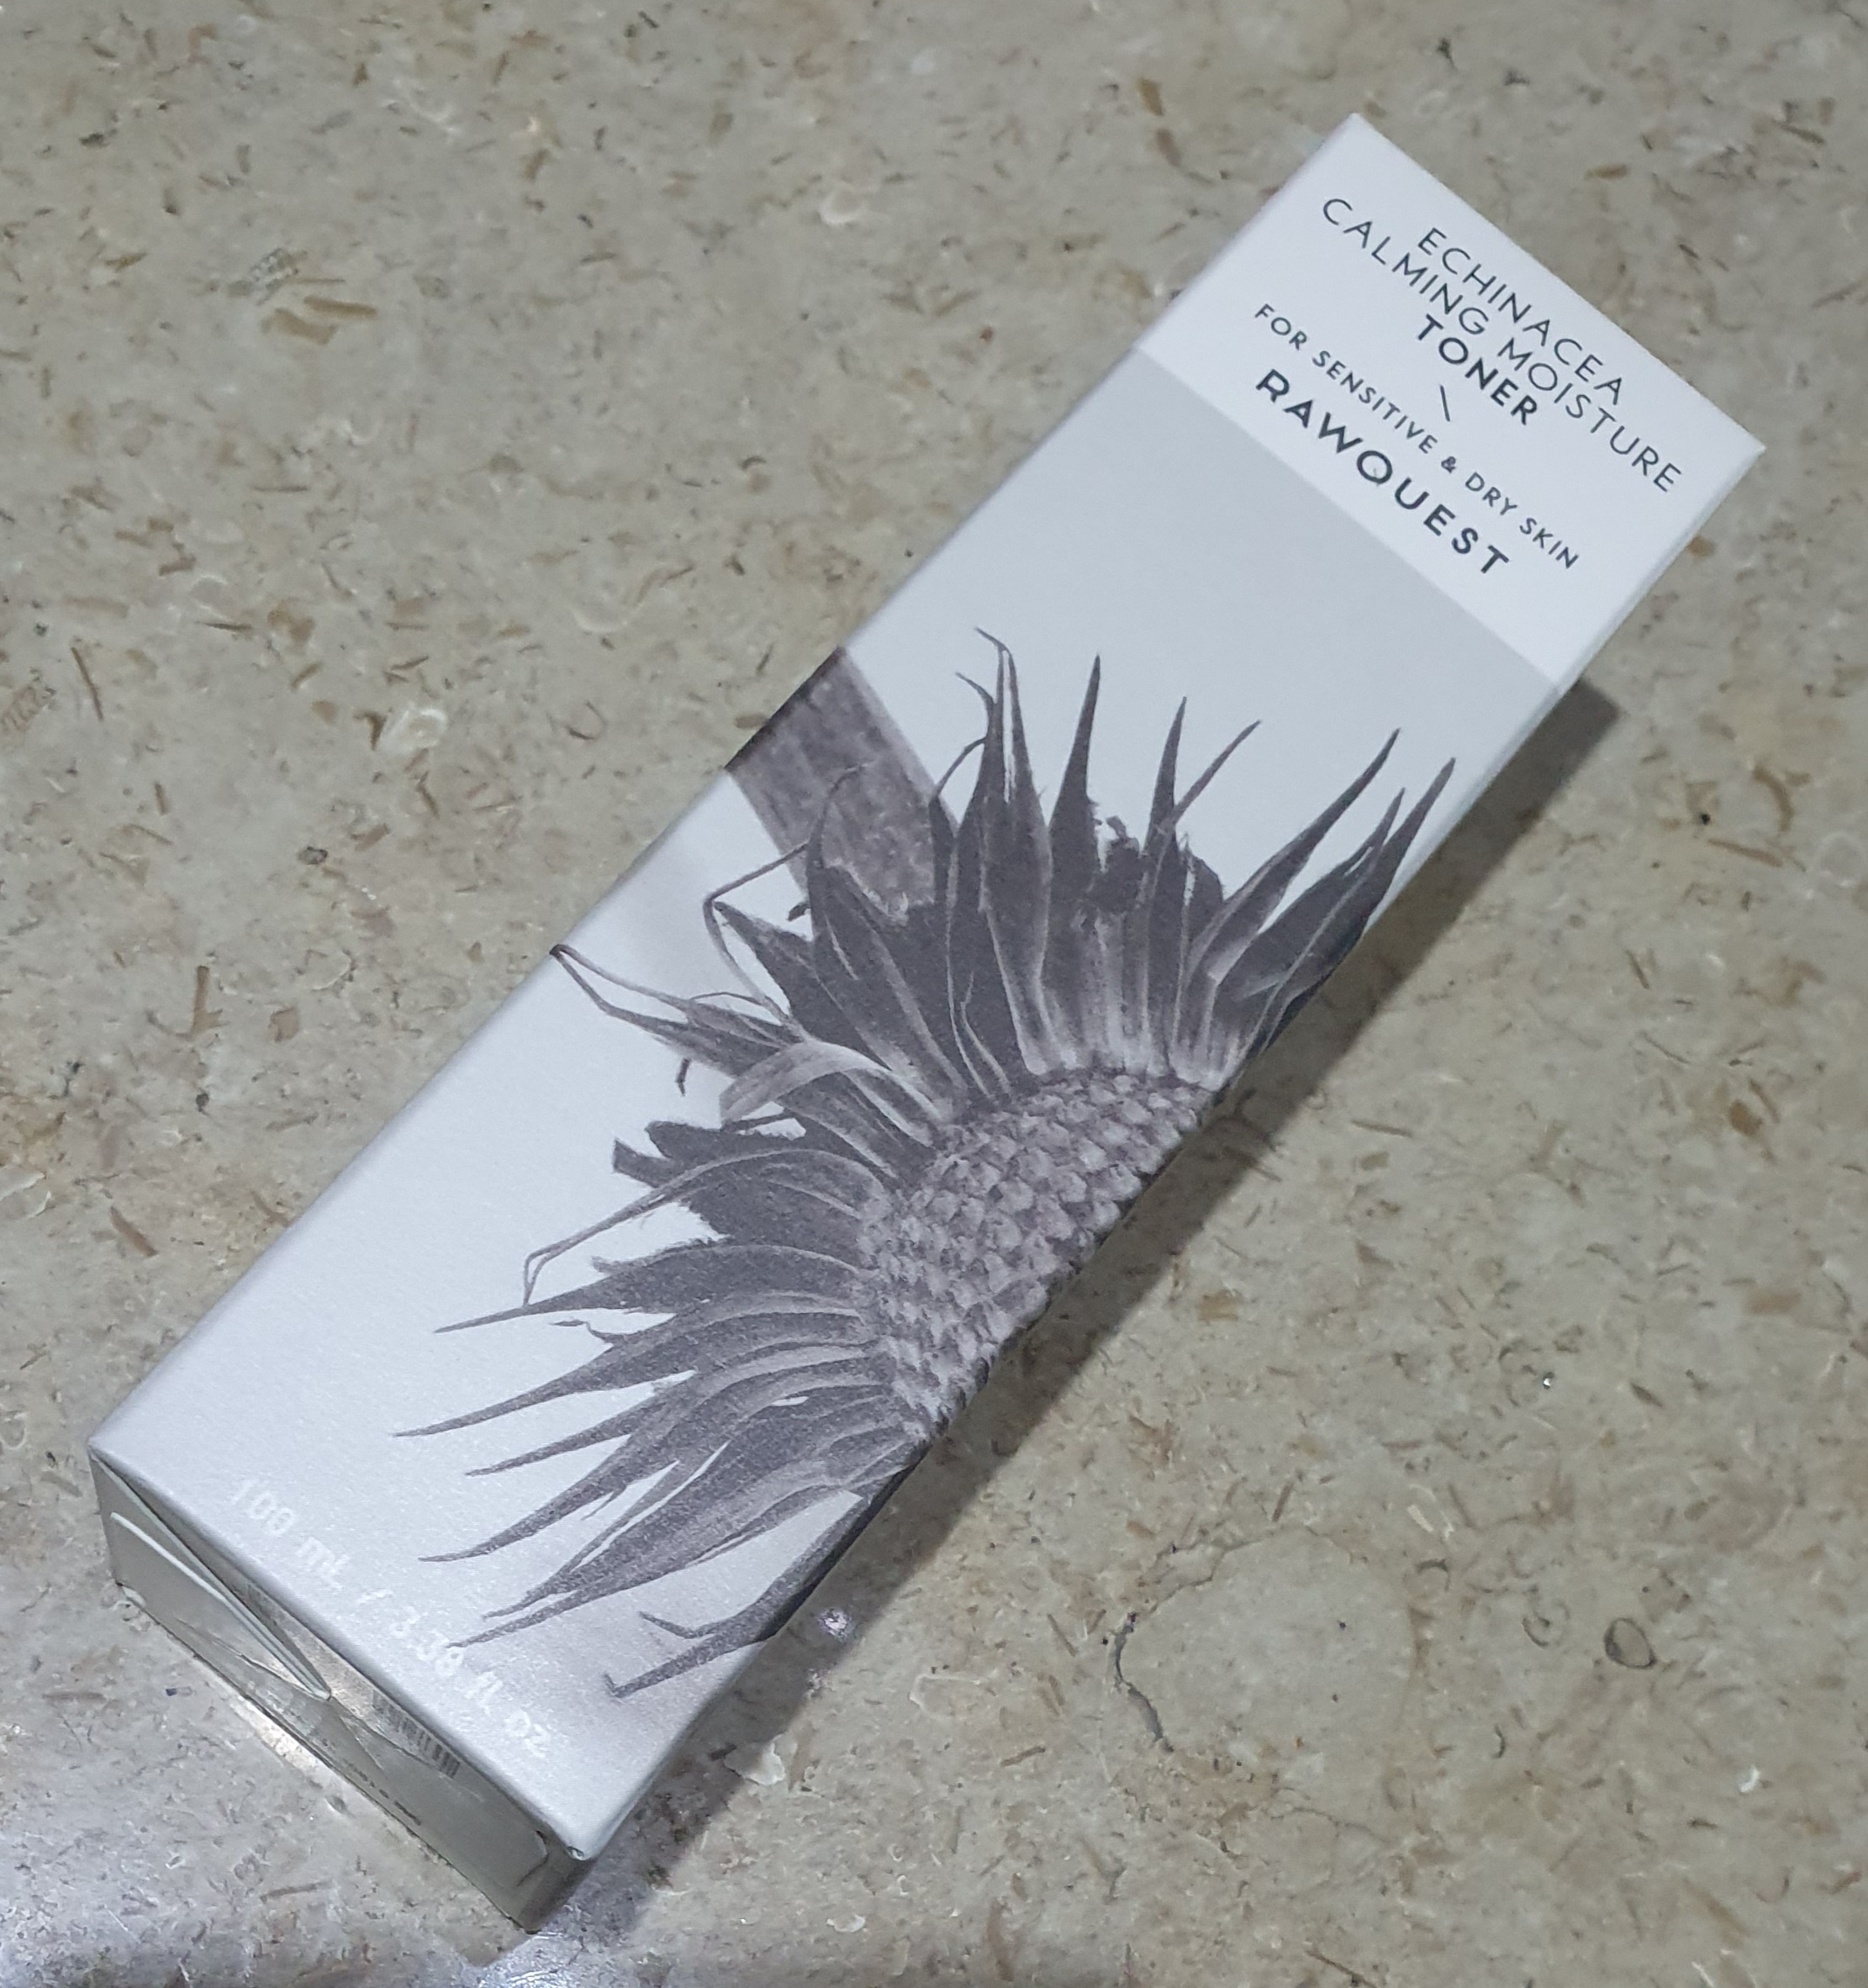 ECHINACEA
CALMING MOISTURE
TONER
\
FOR SENSITIVE & DRY SKIN
RAWQUEST
100 mL / 3.38 fl. oz